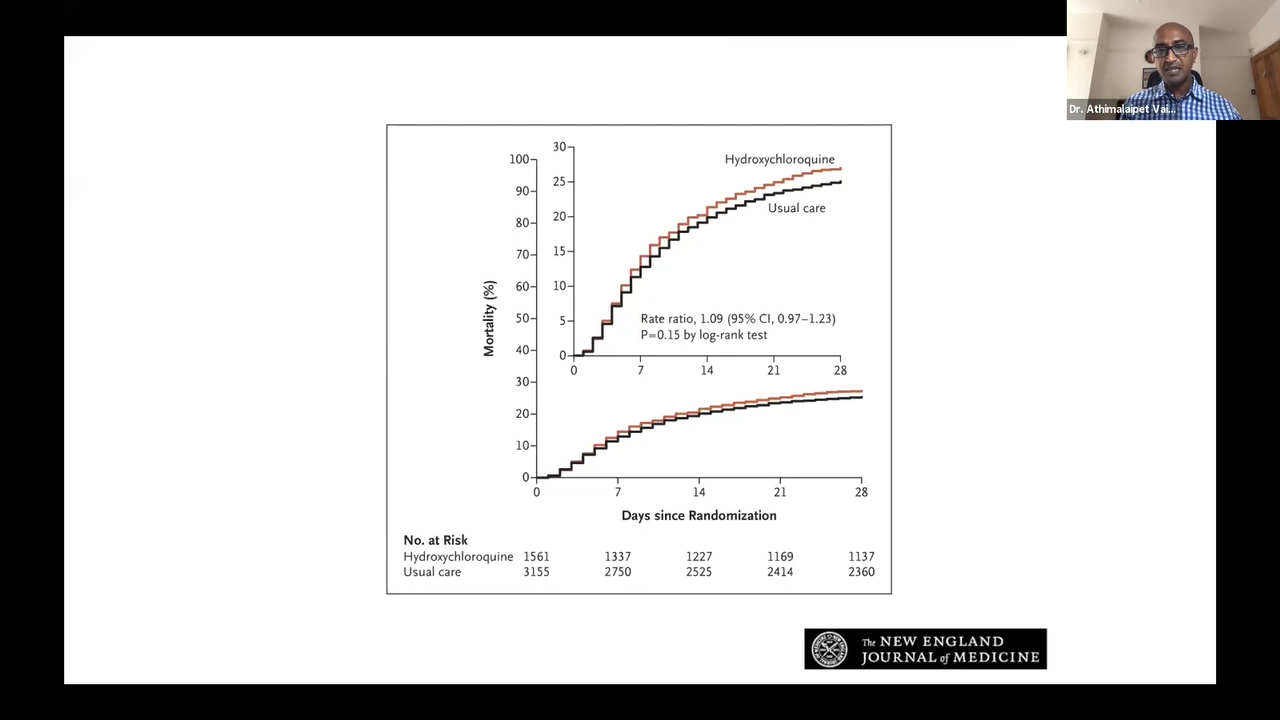 Dr. Athimalaipet Vai...
30
25
20
15
10
5
0
0 7 14 21 28
Hydroxychloroquine
Usual care
Rate ratio, 1.09 (95% CI, 0.97–1.23)
P=0.15 by log-rank test
Mortality (%)
100
90
80
70
60
50
40
30
20
10
0
0 7 14 21 28
Days since Randomization
No. at Risk
Hydroxychloroquine 1561 1337 1227 1169 1137
Usual care 3155 2750 2525 2414 2360
The NEW ENGLAND
JOURNAL of MEDICINE